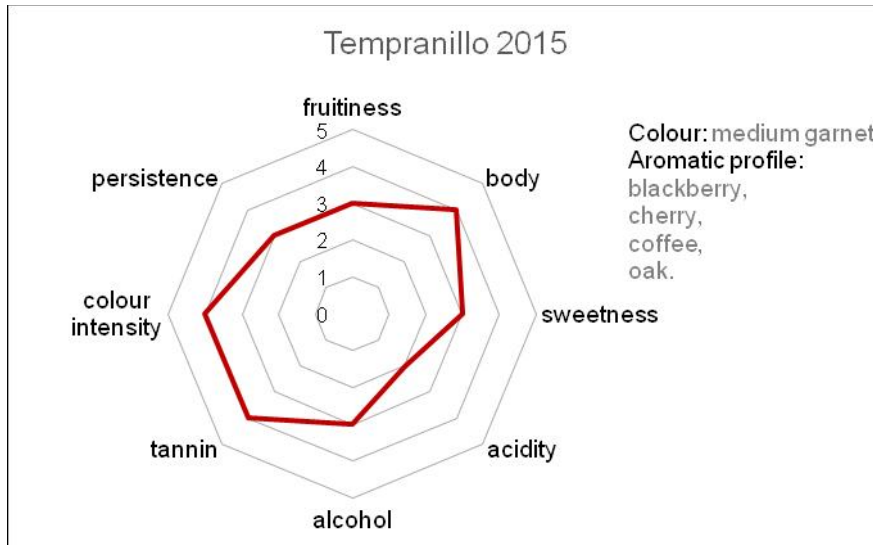 Tempranillo 2015
fruitiness
5
4
3
2
1
0
body
sweetness
acidity
alcohol
tannin
colour
intensity
persistence
Colour: medium garnet
Aromatic profile:
blackberry,
cherry,
coffee,
oak.